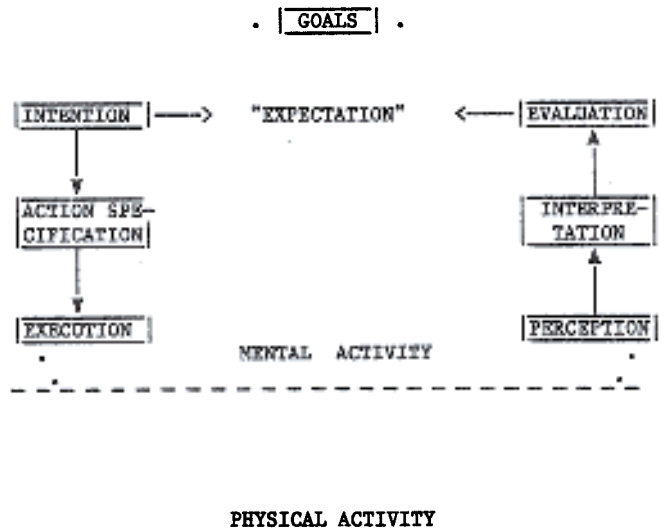 GOALS
INTENTION "EXPECTATION" EVALUATION
ACTION SPE- INTERPRE-
CIFICATION TATION
EXECUTION PERCEPTION
MENTAL ACTIVITY
PHYSICAL ACTIVITY